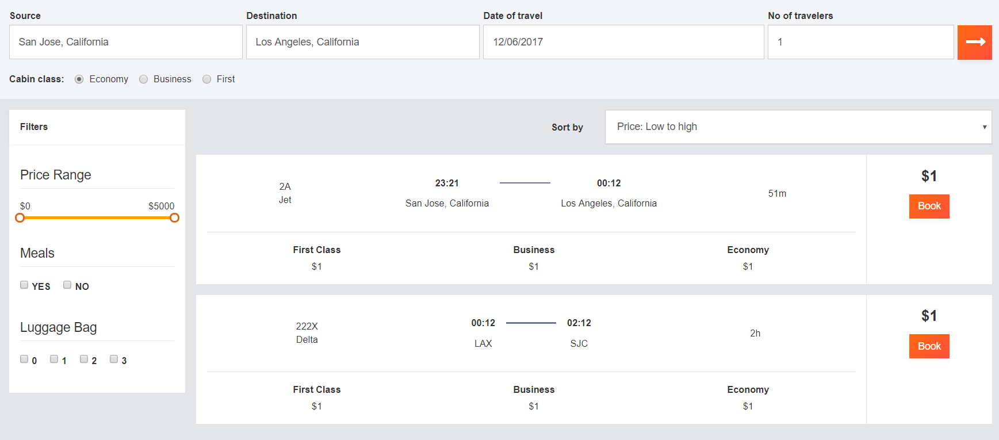 Source
Destination
Date of travel
No of travelers
San Jose, California
Los Angeles, California
12/06/2017
1
Cabin class: Economy Business First
Filters
Price Range
$0 $5000
Meals
YES NO
Luggage Bag
0 1 2 3
Sort by
Price: Low to high
2A
Jet
23:21
San Jose, California
00:12
Los Angeles, California
51m
$1
Book
First Class
$1
Business
$1
Economy
$1
222X
Delta
00:12
LAX
02:12
SJC
2h
$1
Book
First Class
$1
Business
$1
Economy
$1